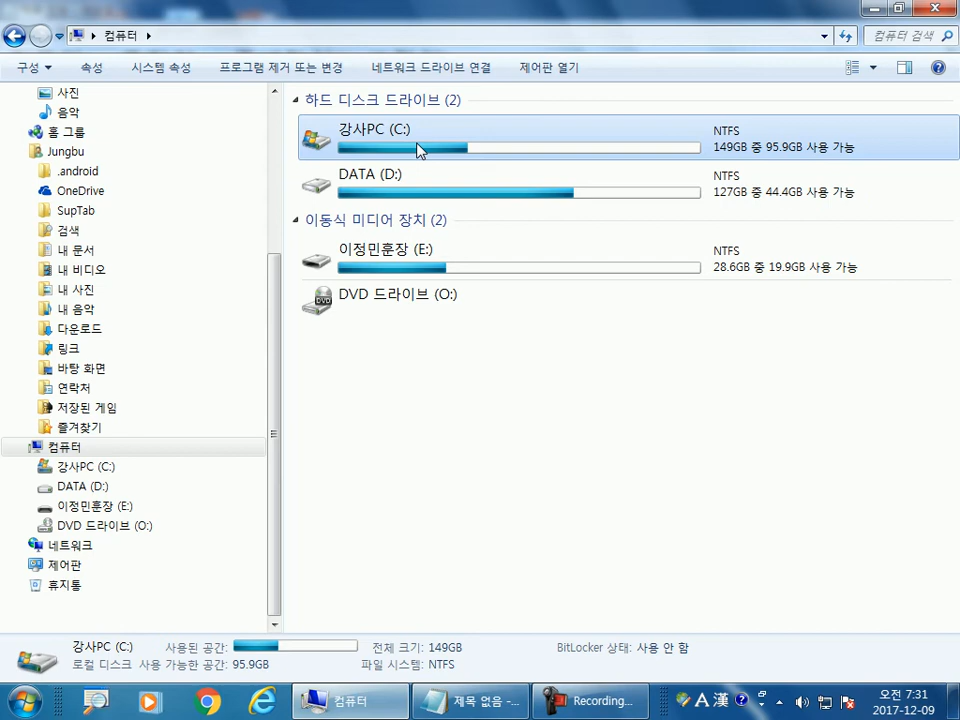 컴퓨터
컴퓨터 검색
구성 속성 시스템 속성 프로그램 제거 또는 변경 네트워크 드라이브 연결 제어판 열기
사진
음악
홈 그룹
Jungbu
.android
OneDrive
SupTab
검색
내 문서
내 비디오
내 사진
내 음악
다운로드
링크
바탕 화면
연락처
저장된 게임
즐겨찾기
컴퓨터
강사PC (C:)
DATA (D:)
이정민훈장 (E:)
DVD 드라이브 (O:)
네트워크
제어판
휴지통
하드 디스크 드라이브 (2)
강사PC (C:)
NTFS
149GB 중 95.9GB 사용 가능
DATA (D:)
NTFS
127GB 중 44.4GB 사용 가능
이동식 미디어 장치 (2)
이정민훈장 (E:)
NTFS
28.6GB 중 19.9GB 사용 가능
DVD
DVD 드라이브 (O:)
강사PC (C:) 사용된 공간: 전체 크기: 149GB BitLocker 상태: 사용 안 함
로컬 디스크 사용 가능한 공간: 95.9GB 파일 시스템: NTFS
컴퓨터
제목 없음 -...
Recording...
A 漢
오전 7:31
2017-12-09